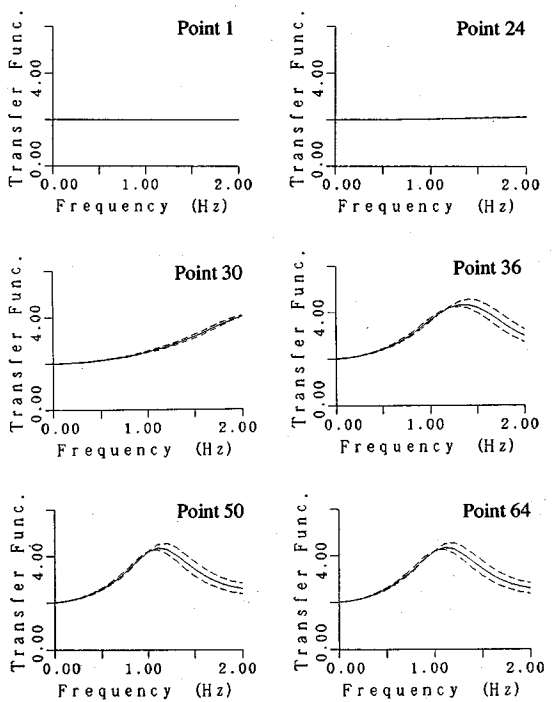 Point 1
Transfer Func.
4.00
0.00
0.00 1.00 2.00
Frequency (Hz)
Point 24
Transfer Func.
4.00
0.00
0.00 1.00 2.00
Frequency (Hz)
Point 30
Transfer Func.
4.00
0.00
0.00 1.00 2.00
Frequency (Hz)
Point 36
Transfer Func.
4.00
0.00
0.00 1.00 2.00
Frequency (Hz)
Point 50
Transfer Func.
4.00
0.00
0.00 1.00 2.00
Frequency (Hz)
Point 64
Transfer Func.
4.00
0.00
0.00 1.00 2.00
Frequency (Hz)